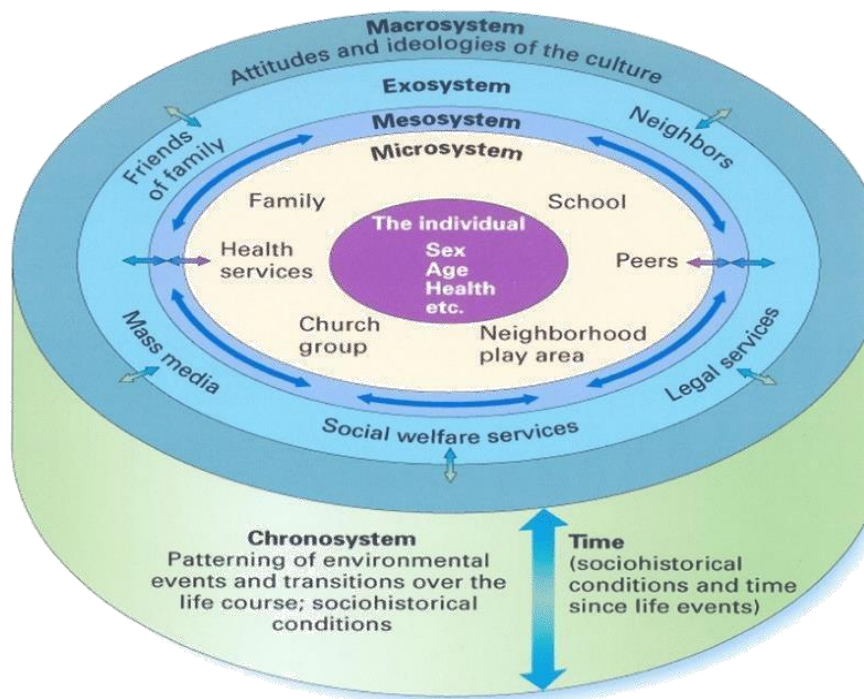 Macrosystem
Attitudes and ideologies of the culture
Exosystem
Mesosystem
Microsystem
Friends
of family
Neighbors
Family
School
The individual
Sex
Age
Health
etc.
Health
services
Peers
Church
group
Neighborhood
play area
Mass media
Legal services
Social welfare services
Chronosystem
Patterning of environmental
events and transitions over the
life course; sociohistorical
conditions
Time
(sociohistorical
conditions and time
since life events)